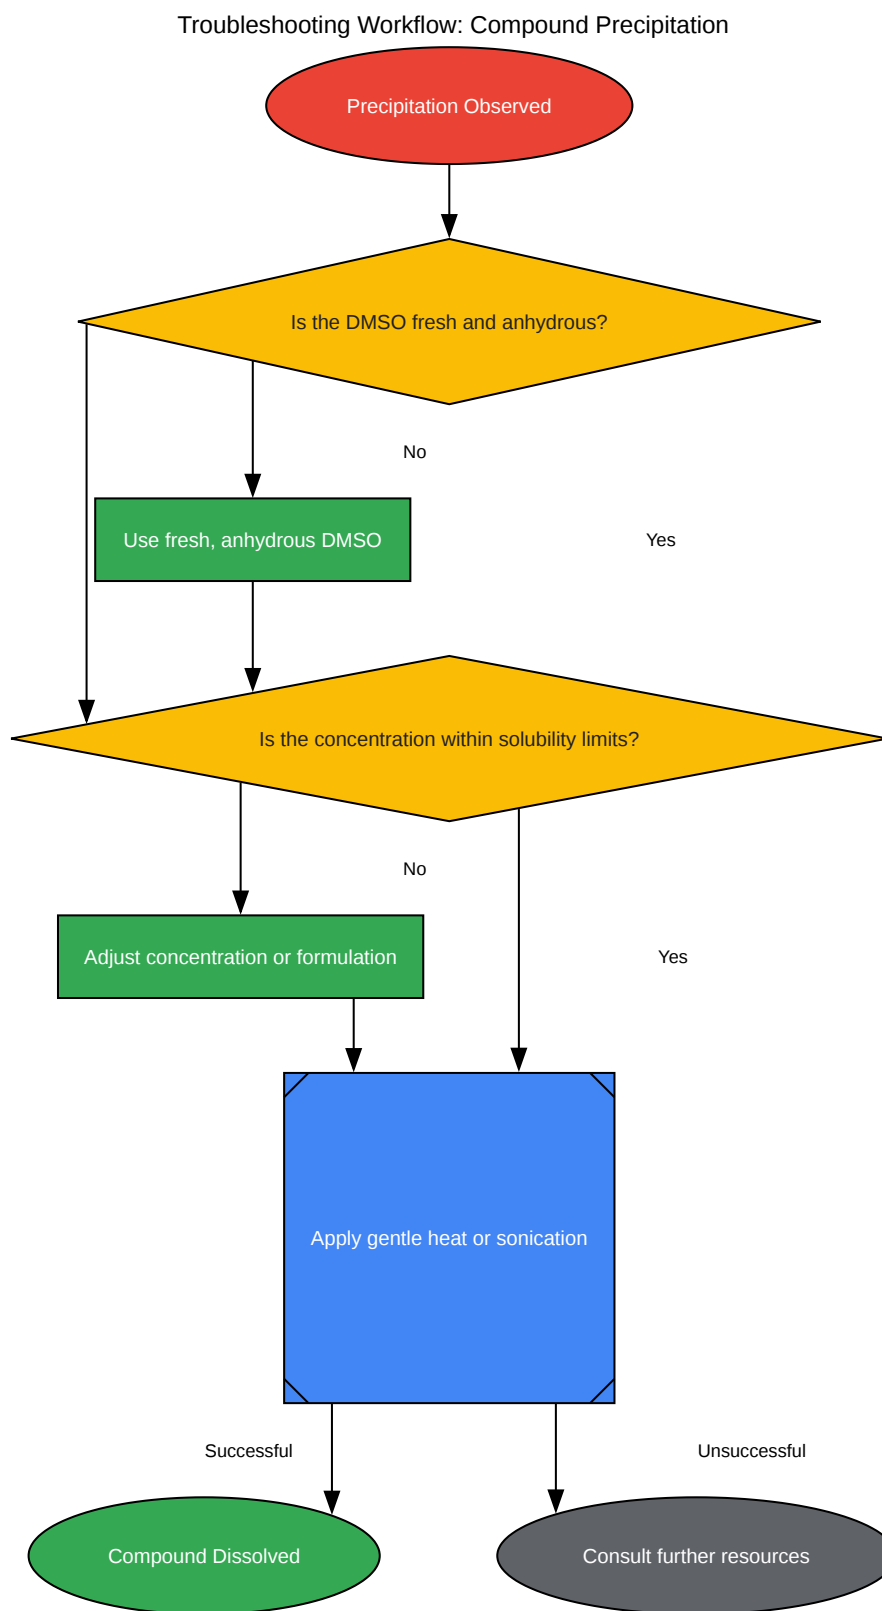 Troubleshooting Workflow: Compound Precipitation
Precipitation Observed
Is the DMSO fresh and anhydrous?
No
Use fresh, anhydrous DMSO
Yes
Is the concentration within solubility limits?
No
Adjust concentration or formulation
Yes
Apply gentle heat or sonication
Successful
Unsuccessful
Compound Dissolved
Consult further resources